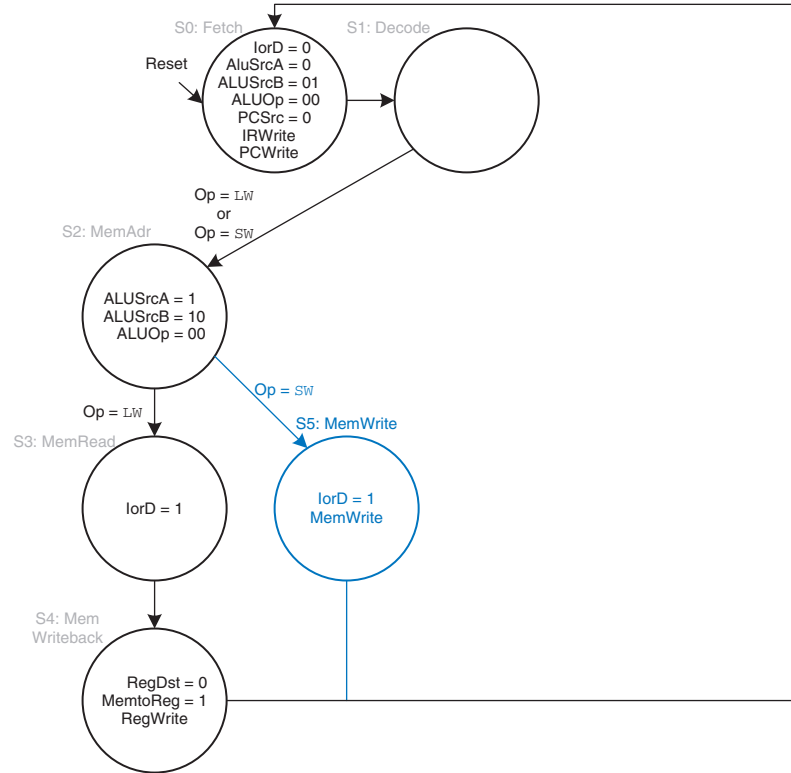 S0: Fetch
S1: Decode
Reset
IorD = 0
AluSrcA = 0
ALUSrcB = 01
ALUOp = 00
PCSrc = 0
IRWrite
PCWrite
Op = LW
or
Op = SW
S2: MemAdr
ALUSrcA = 1
ALUSrcB = 10
ALUOp = 00
Op = SW
Op = LW
S5: MemWrite
S3: MemRead
IorD = 1
IorD = 1
MemWrite
S4: Mem
Writeback
RegDst = 0
MemtoReg = 1
RegWrite